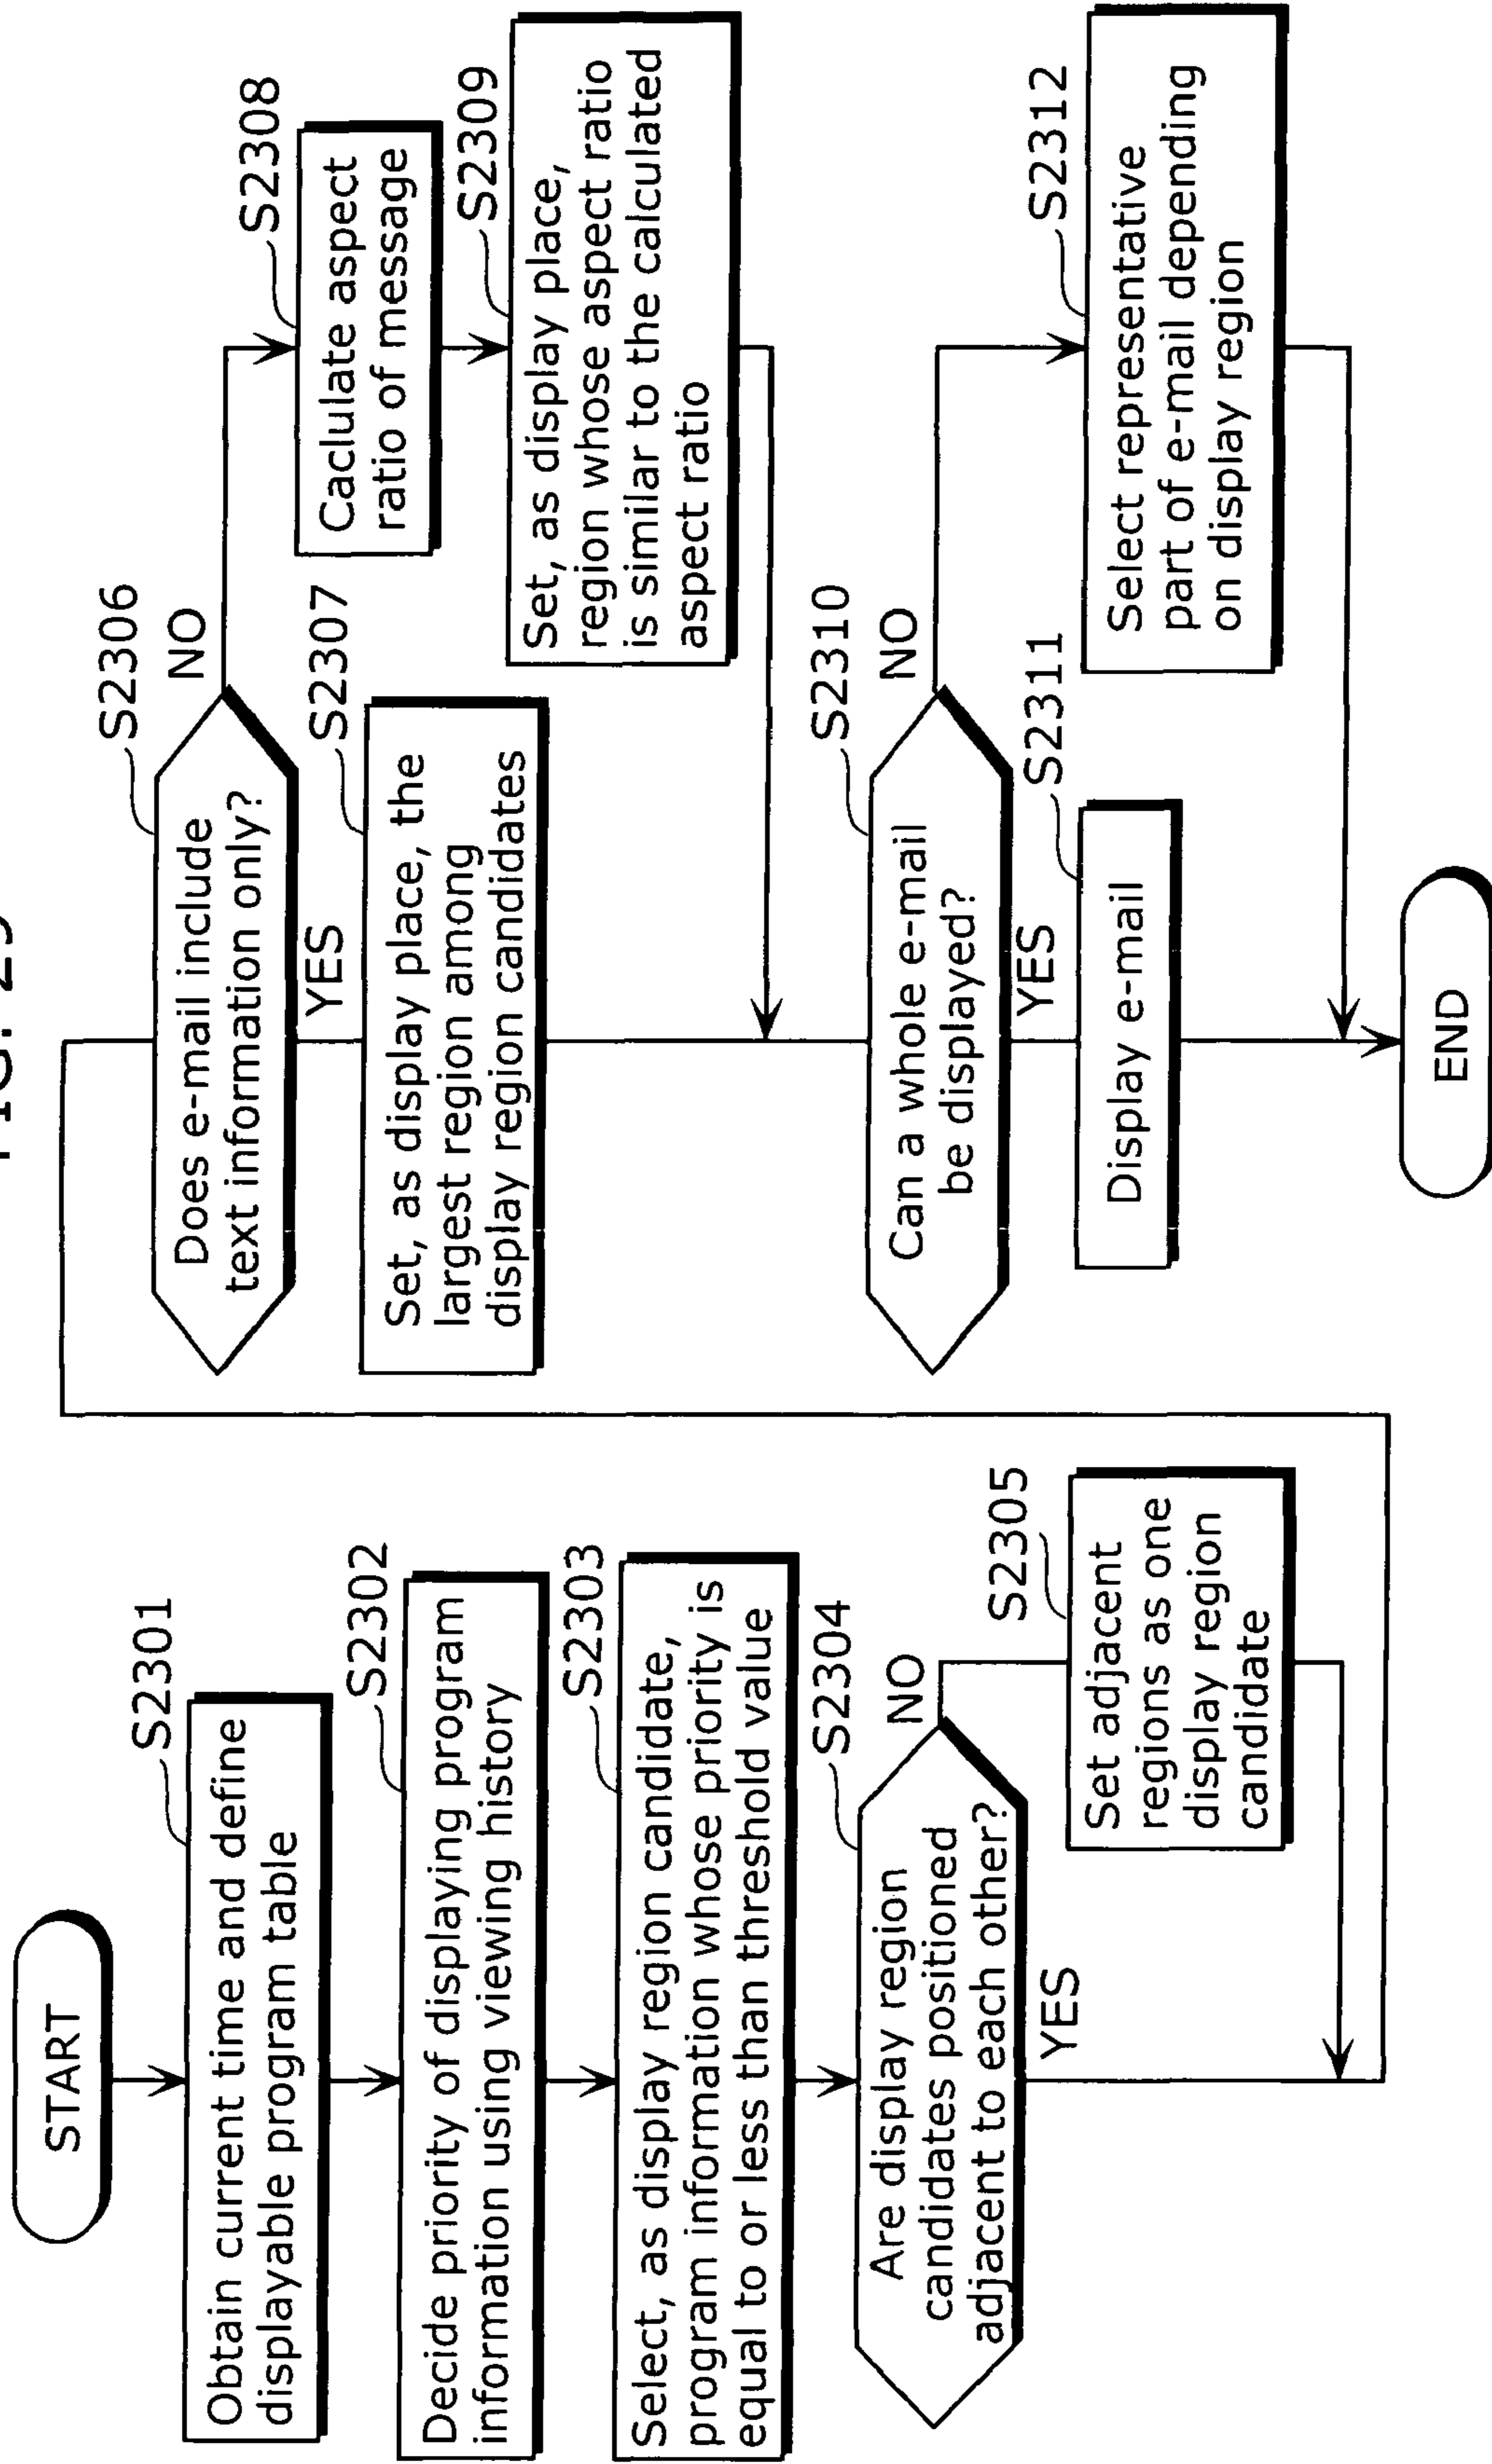 FIG.
START
S2301
Obtain current time and define
displayable program table
S2302
Decide priority of displaying program
information using viewing history
S2303
Select, as display region candidate,
program information whose priority is
equal to or less than threshold value
S2304
Are display region
candidates positioned
adjacent to each other?
NO
YES
S2305
Set adjacent
regions as one
display region
candidate
S2306
Does e-mail include
text information only?
NO
YES
S2307
Set, as display place, the
largest region among
display region candidates
S2308
Caclulate aspect
ratio of message
S2309
Set, as display place,
region whose aspect ratio
is similar to the calculated
aspect ratio
S2310
Can a whole e-mail
be displayed?
NO
YES
S2311
Display e-mail
S2312
Select representative
part of e-mail depending
on display region
END